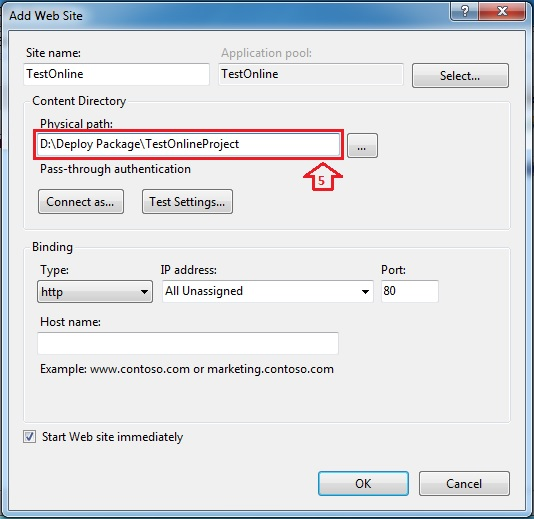 Add Web Site
?
Site name:
Application pool:
TestOnline
TestOnline
Select...
Content Directory
Physical path:
D:\Deploy Package\TestOnlineProject
...
Pass-through authentication
5
Connect as...
Test Settings...
Binding
Type:
IP address:
Port:
http
All Unassigned
80
Host name:
Example: www.contoso.com or marketing.contoso.com
Start Web site immediately
OK
Cancel